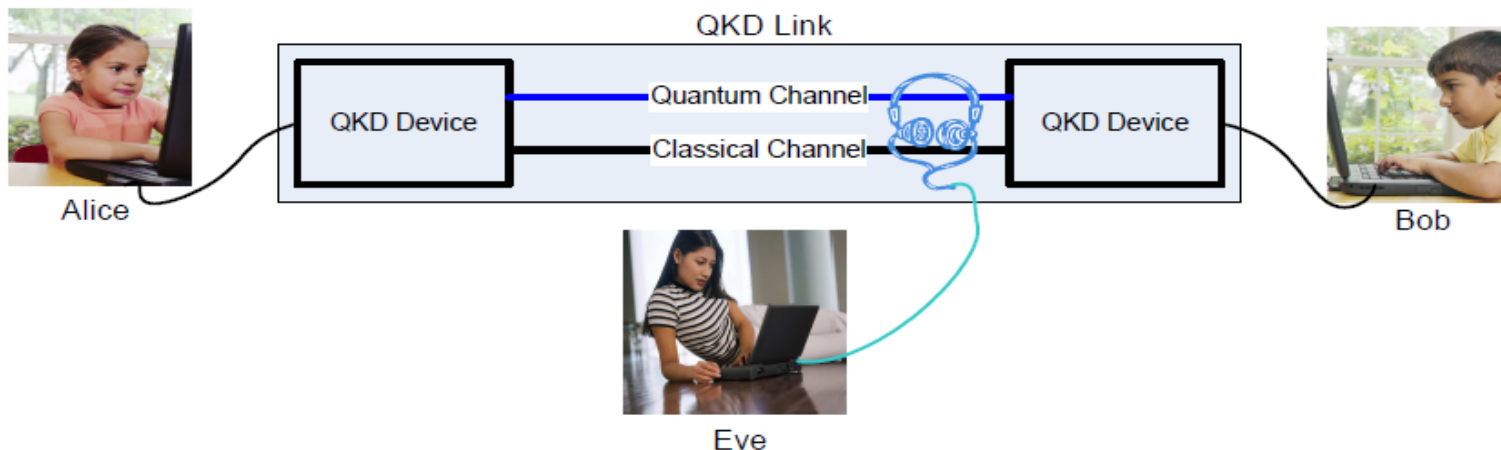 QKD Link
QKD Device
Quantum Channel
Classical Channel
QKD Device
Alice
Bob
Eve